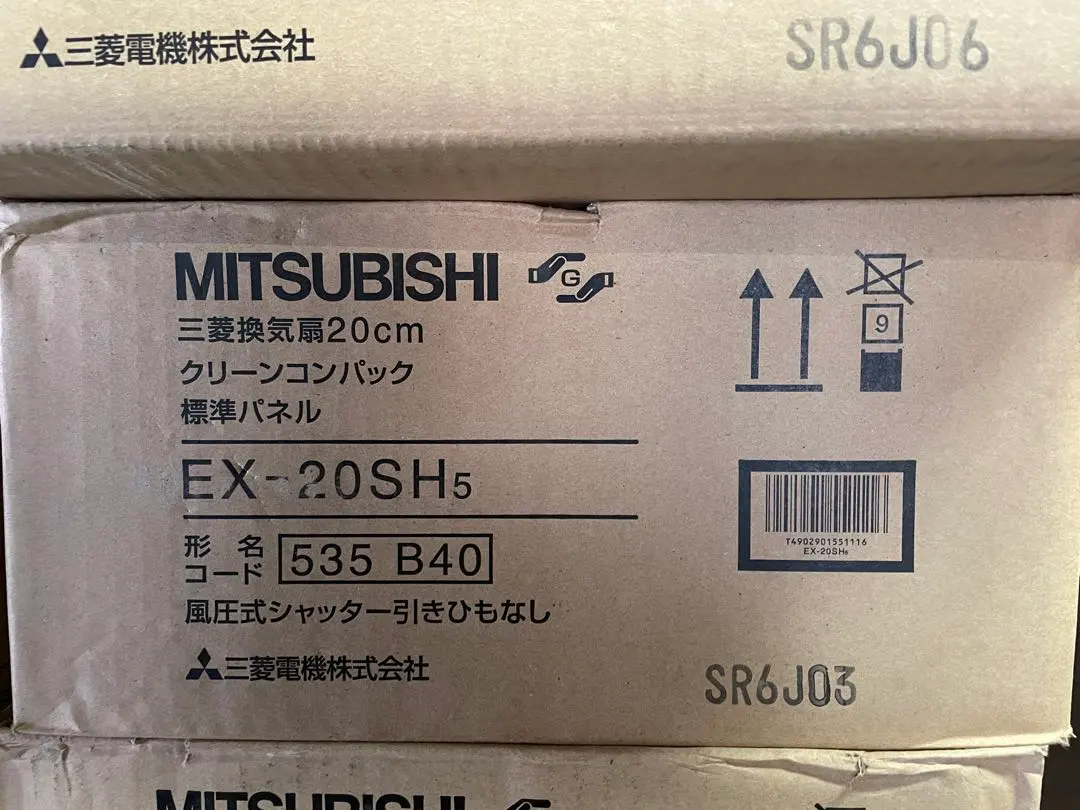 三菱電機株式会社
SR6J06
MITSUBISHI G
三菱換気扇20cm
クリーンコンパック
標準パネル
9
EX-20SH5
T4902901551116
EX-20SH5
形名コード 535 B40
風圧式シャッター引きひもなし
三菱電機株式会社
SR6J03
MITSUBISHI